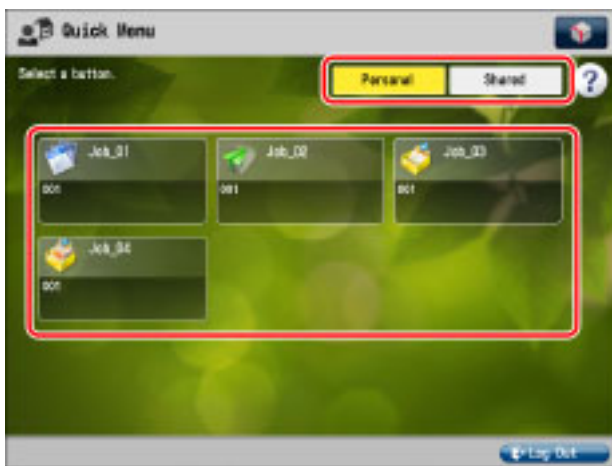 Quick Menu
Select a button.
Personal Shared
?
Job_01 Job_02 Job_03
001 001 001
Job_04
001
Log Out